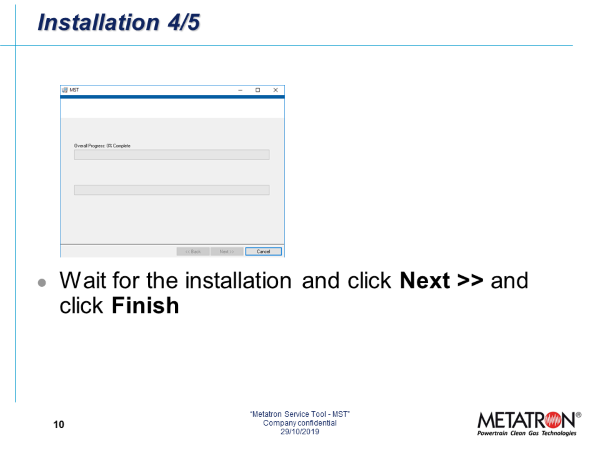 Installation 4/5
MST
Overall Progress: 0% Complete
<< Back Next >> Cancel
Wait for the installation and click Next >> and
click Finish
10
"Metatron Service Tool - MST"
Company confidential
29/10/2019
METATRON®
Powertrain Clean Gas Technologies